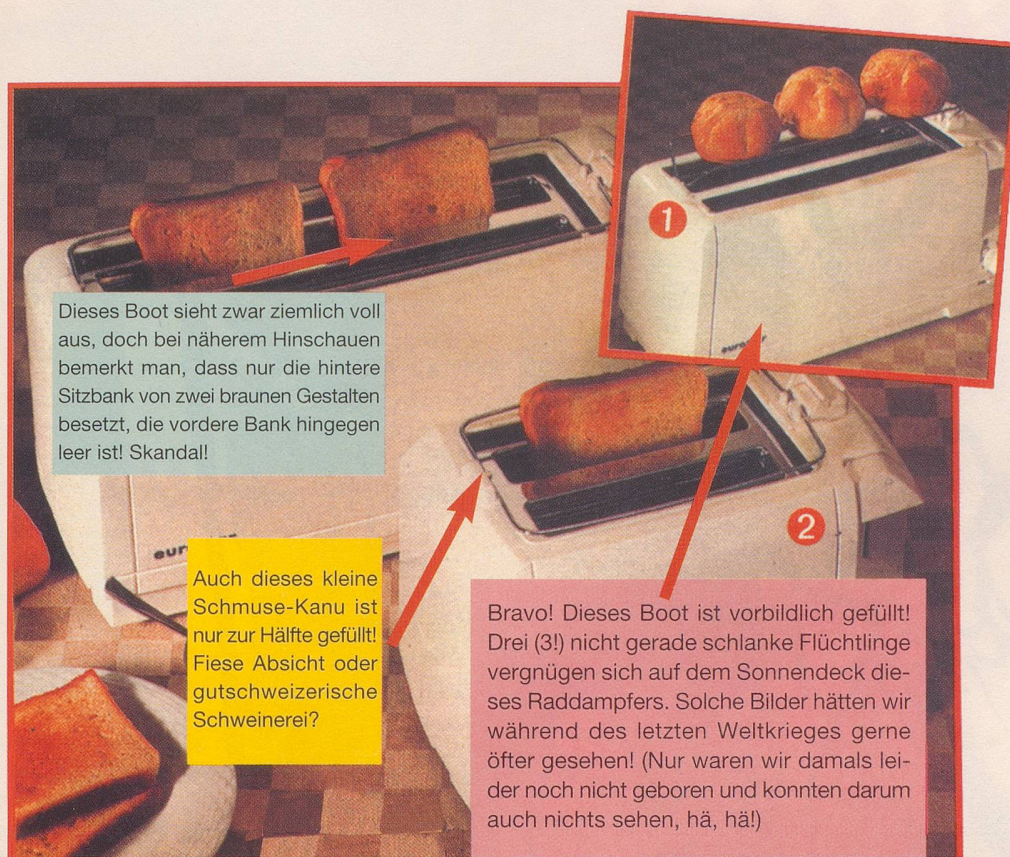 1
Dieses Boot sieht zwar ziemlich voll
aus, doch bei näherem Hinschauen
bemerkt man, dass nur die hintere
Sitzbank von zwei braunen Gestalten
besetzt, die vordere Bank hingegen
leer ist! Skandal!
2
Auch dieses kleine
Schmuse-Kanu ist
nur zur Hälfte gefüllt!
Fiese Absicht oder
gutschweizerische
Schweinerei?
Bravo! Dieses Boot ist vorbildlich gefüllt!
Drei (3!) nicht gerade schlanke Flüchtlinge
vergnügen sich auf dem Sonnendeck die-
ses Raddampfers. Solche Bilder hätten wir
während des letzten Weltkrieges gerne
öfter gesehen! (Nur waren wir damals lei-
der noch nicht geboren und konnten darum
auch nichts sehen, hä, hä!)